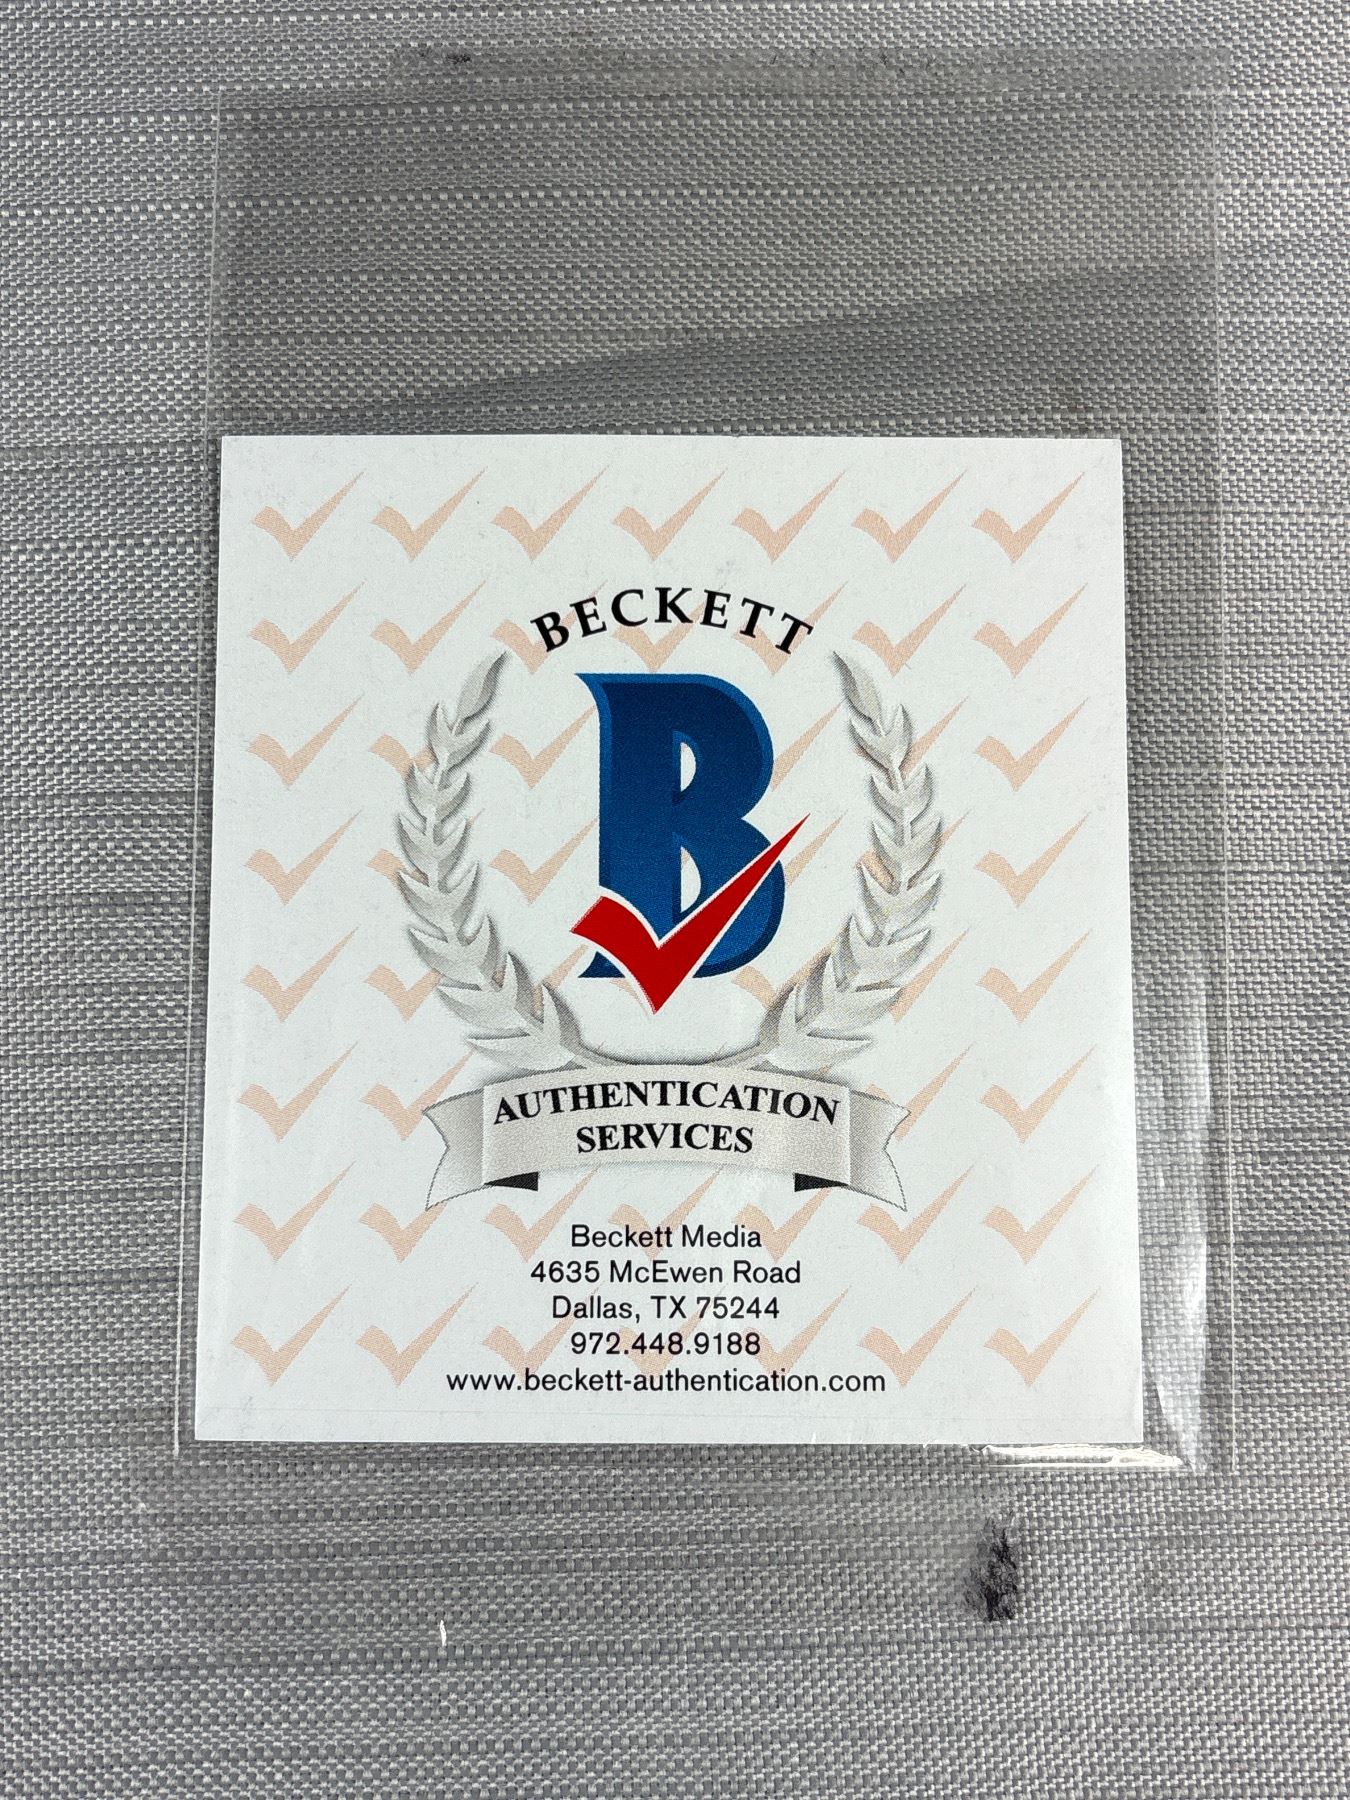 BECKETT
B
AUTHENTICATION
SERVICES
Beckett Media
4635 McEwen Road
Dallas, TX 75244
972.448.9188
www.beckett-authentication.com